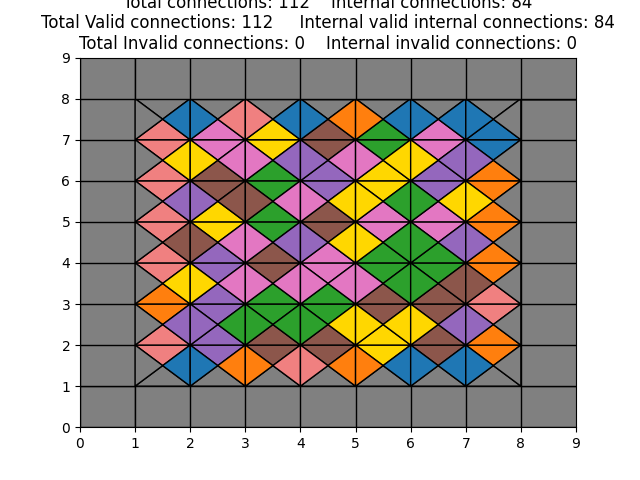 Total connections: 112    Internal connections: 84
Total Valid connections: 112    Internal valid internal connections: 84
Total Invalid connections: 0    Internal invalid connections: 0
9
8
7
6
5
4
3
2
1
0
0 1 2 3 4 5 6 7 8 9